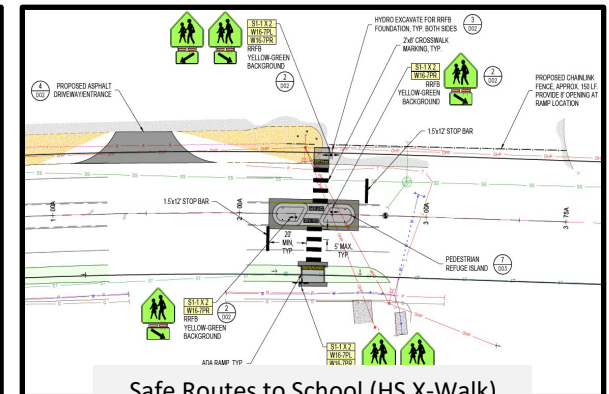 S1-1 X 2
W16-7PL
W16-7PR
RRFB
YELLOW-GREEN
BACKGROUND
2
D02
HYDRO EXCAVATE FOR RRFB
FOUNDATION, TYP. BOTH SIDES
3
D02
2'x8' CROSSWALK
MARKING, TYP.
S1-1 X 2
W16-7PR
RRFB
YELLOW-GREEN
BACKGROUND
2
D02
PROPOSED CHAINLINK
FENCE, APPROX. 150 LF.
PROVIDE 8' OPENING AT
RAMP LOCATION
4
D02
PROPOSED ASPHALT
DRIVEWAY/ENTRANCE
1.5'x12' STOP BAR
1.5'x12' STOP BAR
20'
MIN,
TYP.
5' MAX.
TYP
PEDESTRIAN
REFUGE ISLAND
7
D03
S1-1 X 2
W16-7PR
RRFB
YELLOW-GREEN
BACKGROUND
2
D02
ADA RAMP, TYP
S1-1 X 2
W16-7PL
W16-7PR
Safe Routes to School (HS X-Walk)